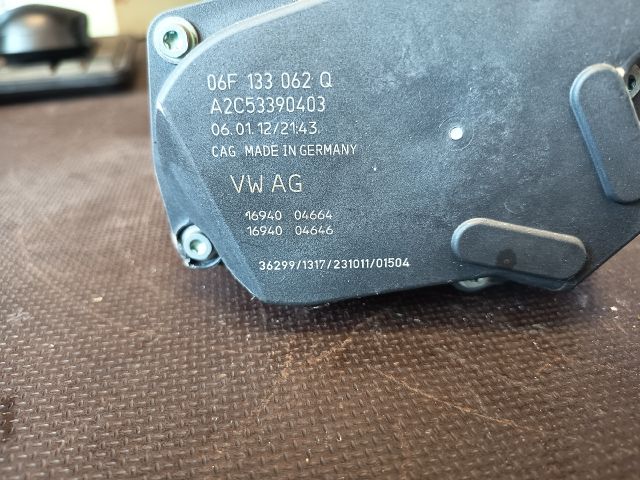 06F 133 062 Q
A2C53390403
06.01.12/21:43
CAG MADE IN GERMANY
VW AG
16940 04664
16940 04646
36299/1317/231011/01504